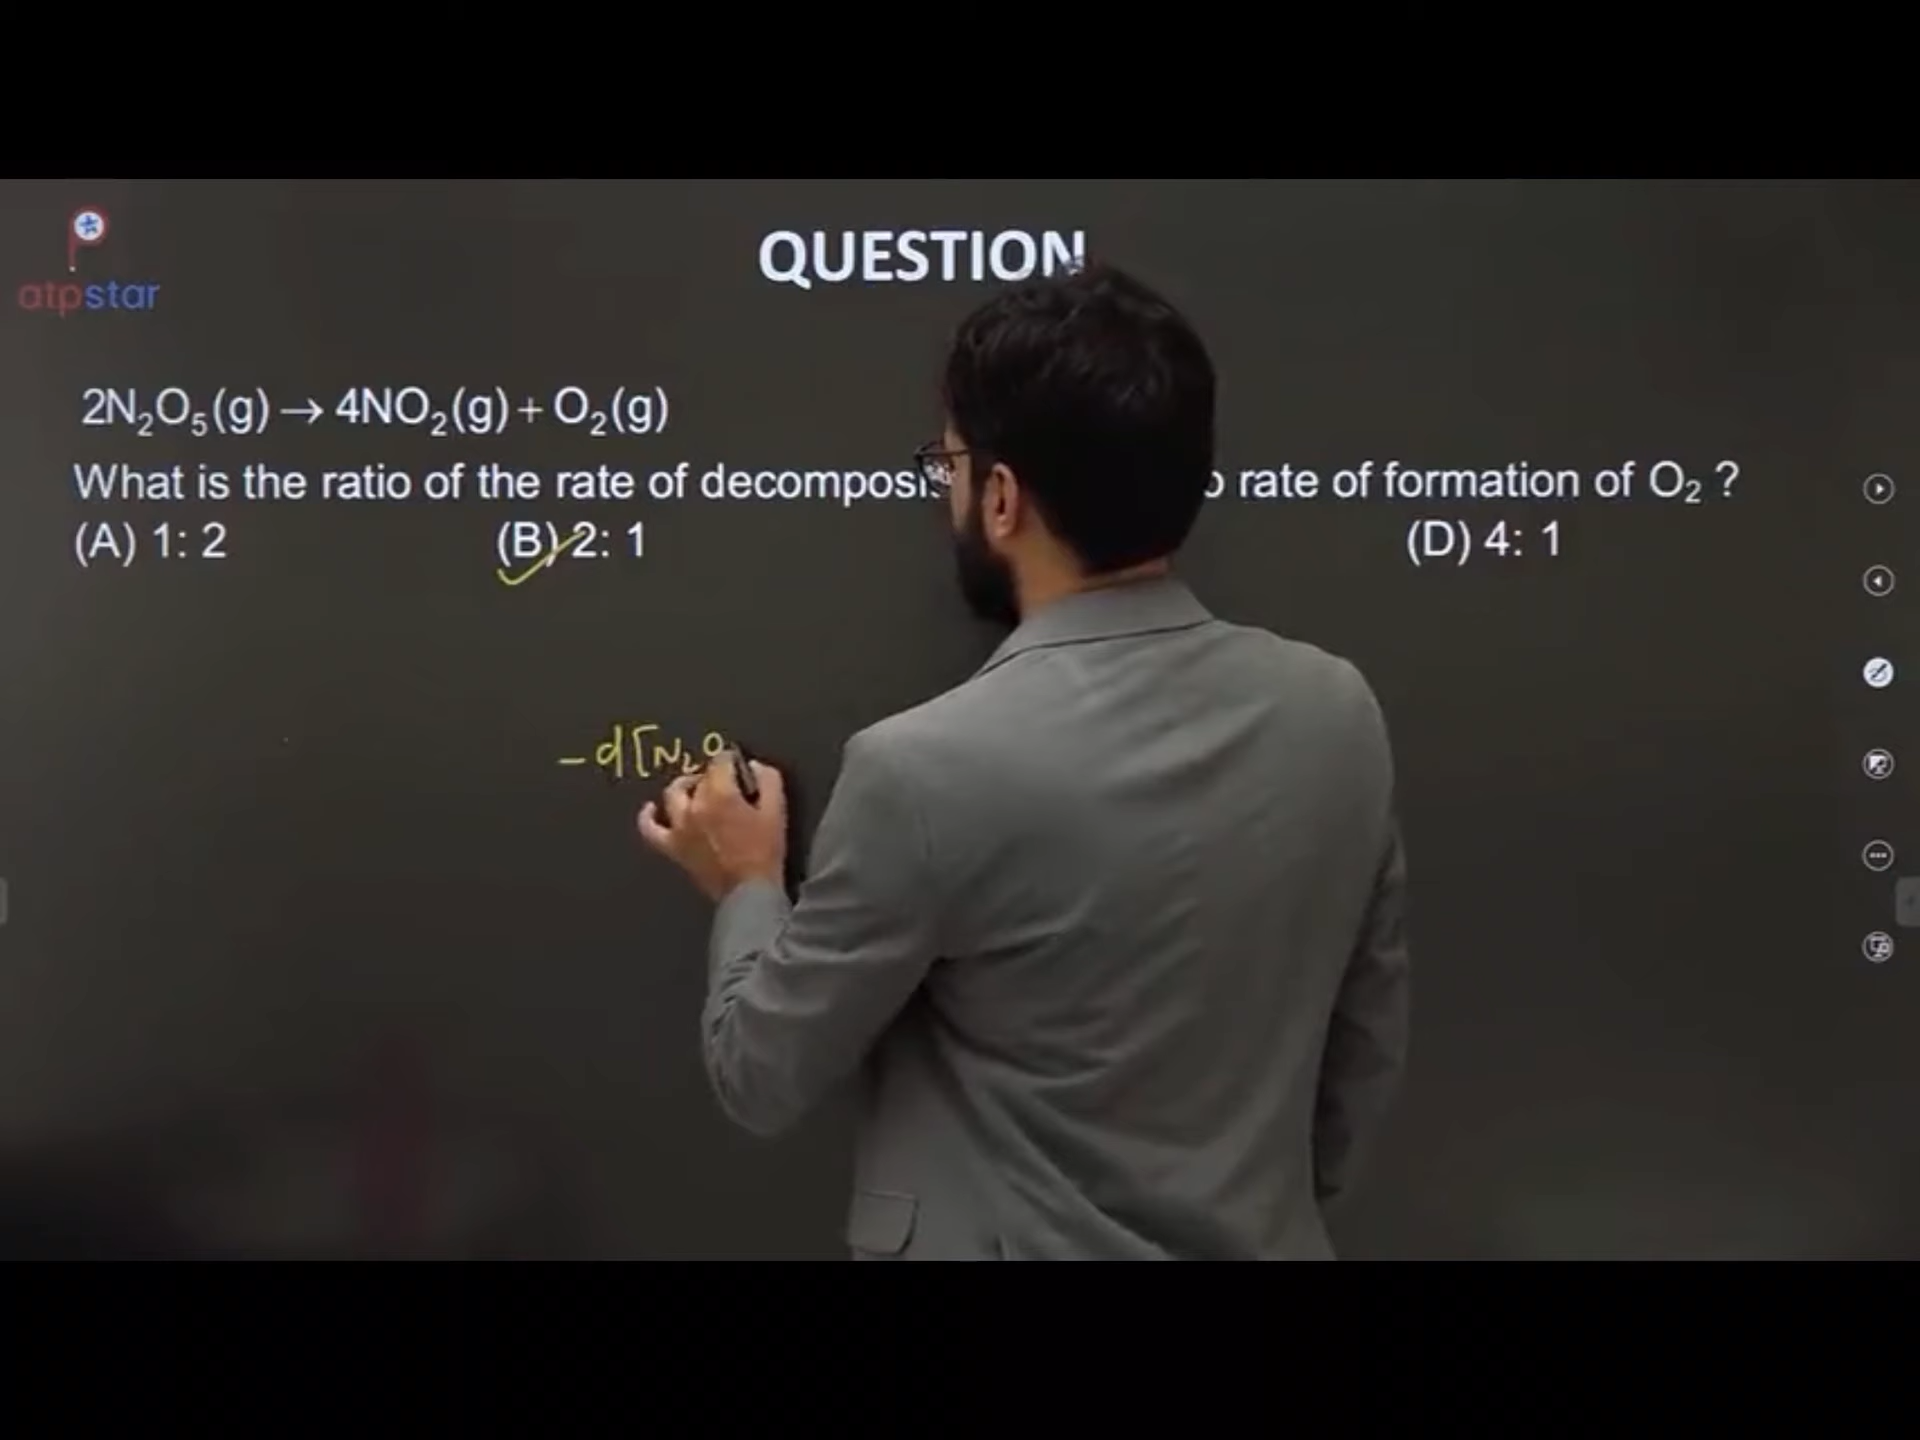 atpstar
QUESTION
2N₂O₅(g) → 4NO₂(g) + O₂(g)
What is the ratio of the rate of rate of formation of O₂ ?
(A) 1: 2 (B) 2: 1 (D) 4: 1
-d[N₂O